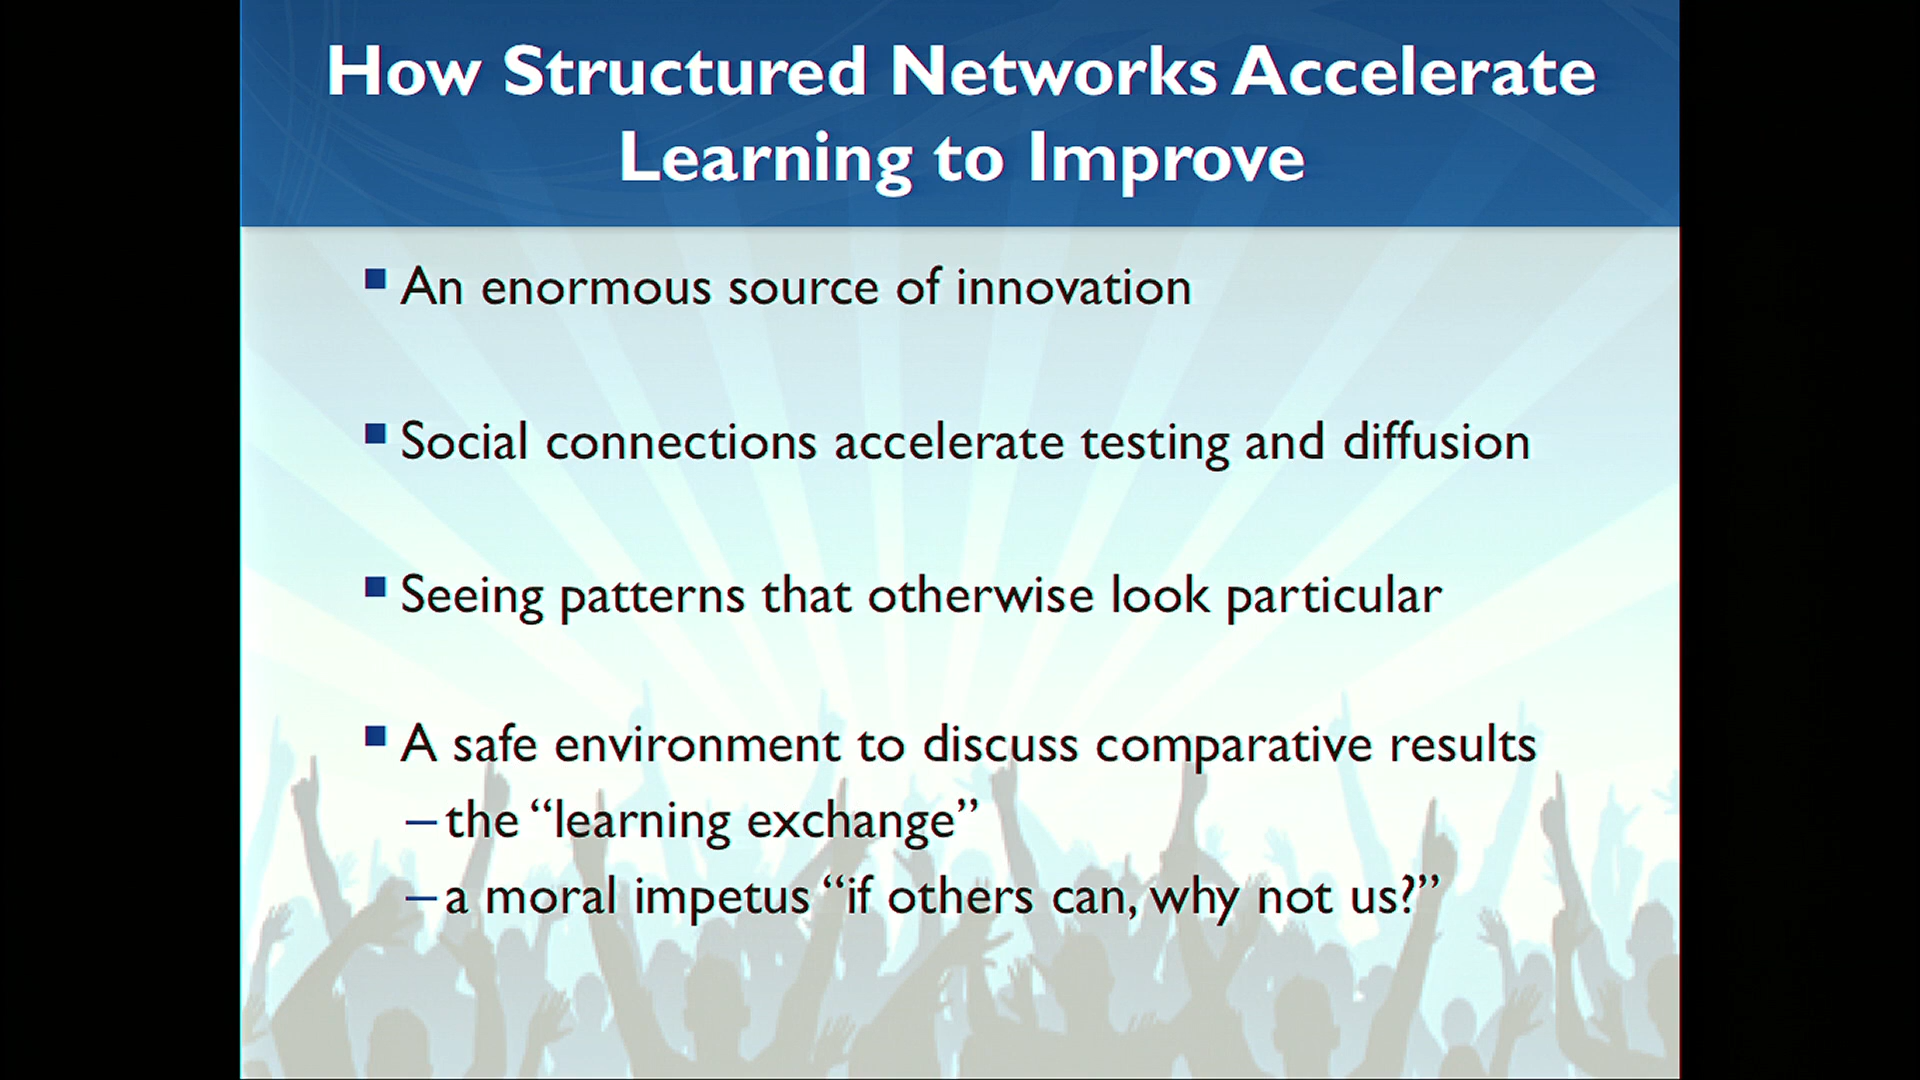 How Structured Networks Accelerate
Learning to Improve
▪ An enormous source of innovation
▪ Social connections accelerate testing and diffusion
▪ Seeing patterns that otherwise look particular
▪ A safe environment to discuss comparative results
– the “learning exchange”
– a moral impetus “if others can, why not us?”